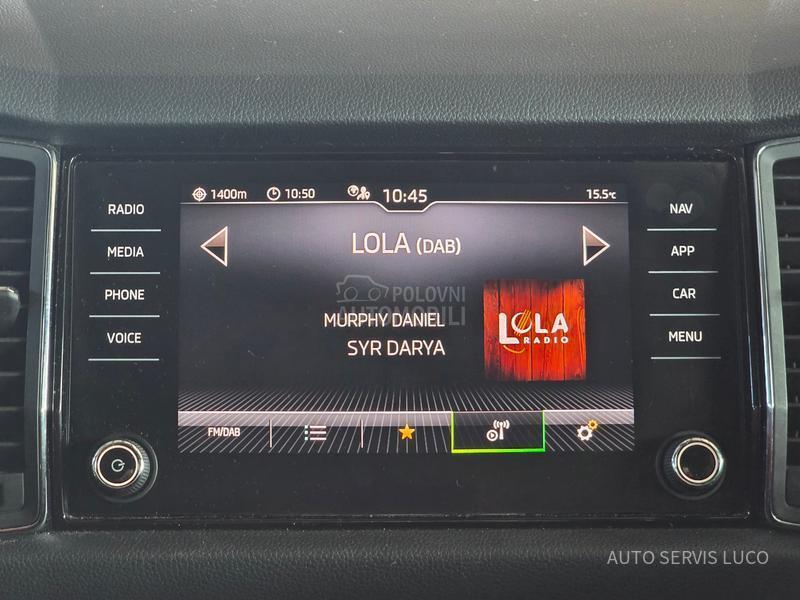 1400m 10:50 10:45 15.5°C
RADIO
MEDIA
PHONE
VOICE
LOLA (DAB)
POLOVNI
AUTOMOBILI
MURPHY DANIEL
SYR DARYA
LOLA
RADIO
FM/DAB
NAV
APP
CAR
MENU
AUTO SERVIS LUCO